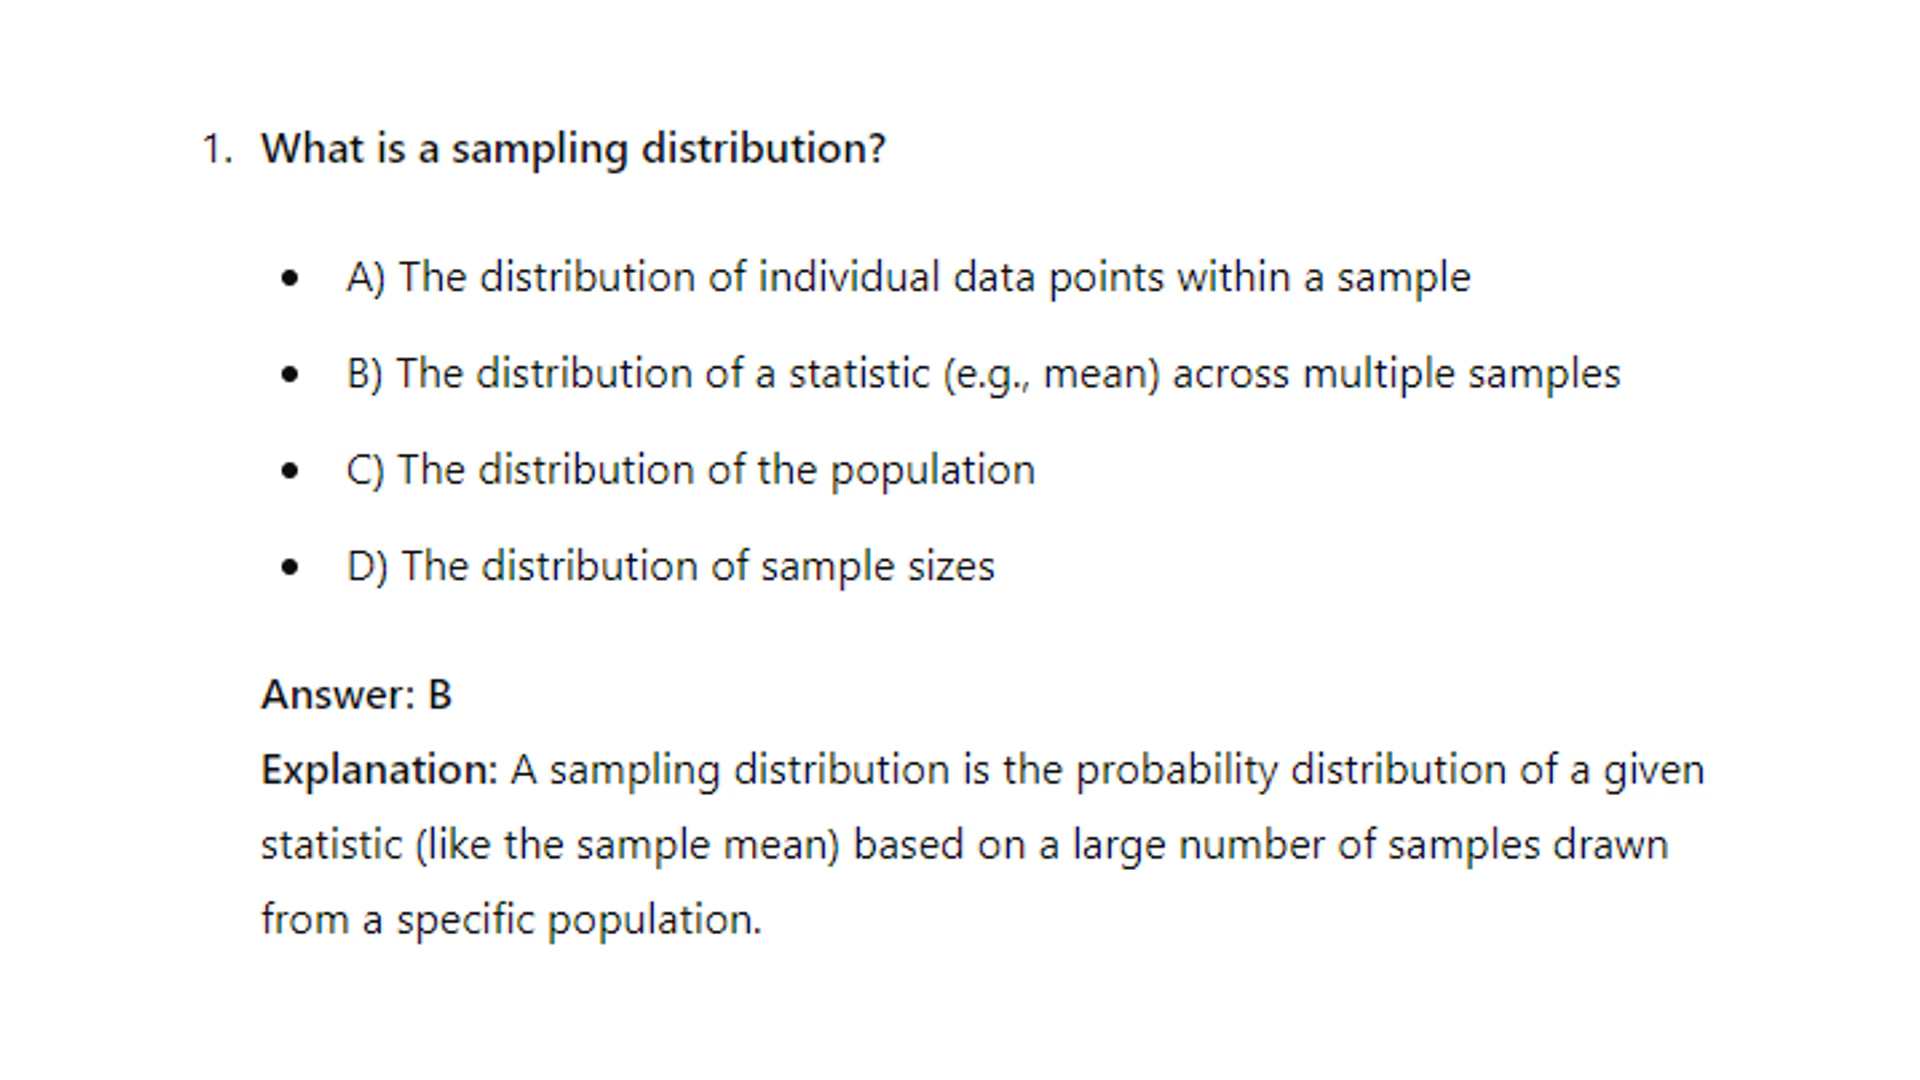 1. What is a sampling distribution?
• A) The distribution of individual data points within a sample
• B) The distribution of a statistic (e.g., mean) across multiple samples
• C) The distribution of the population
• D) The distribution of sample sizes
Answer: B
Explanation: A sampling distribution is the probability distribution of a given
statistic (like the sample mean) based on a large number of samples drawn
from a specific population.